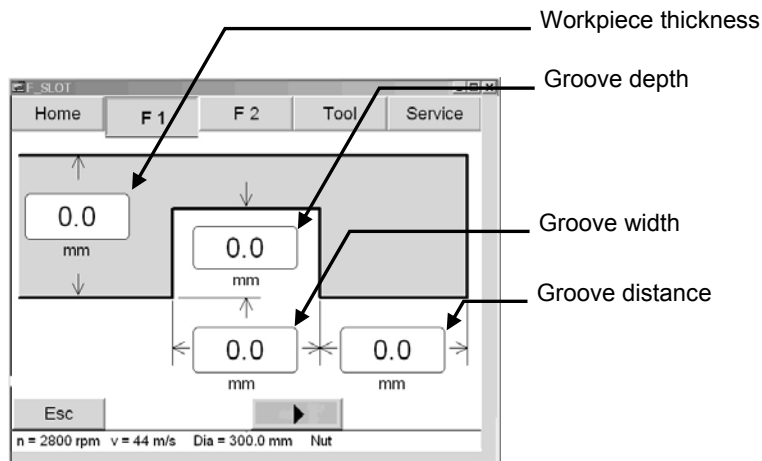 Workpiece thickness
Groove depth
Groove width
Groove distance
F_SLOT
Home F 1 F 2 Tool Service
0.0
mm
0.0
mm
0.0
mm
0.0
mm
Esc
n = 2800 rpm v = 44 m/s Dia = 300.0 mm Nut